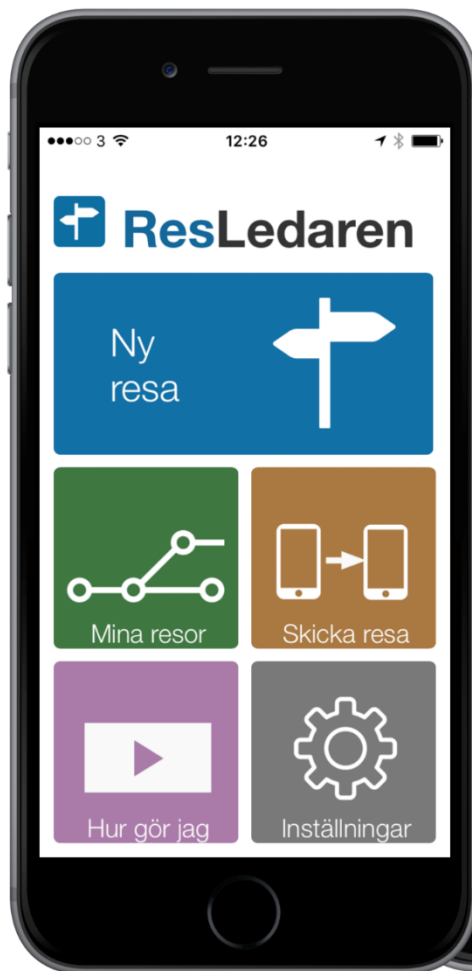 3
12:26
ResLedaren
Ny
resa
Mina resor
Skicka resa
Hur gör jag
Inställningar